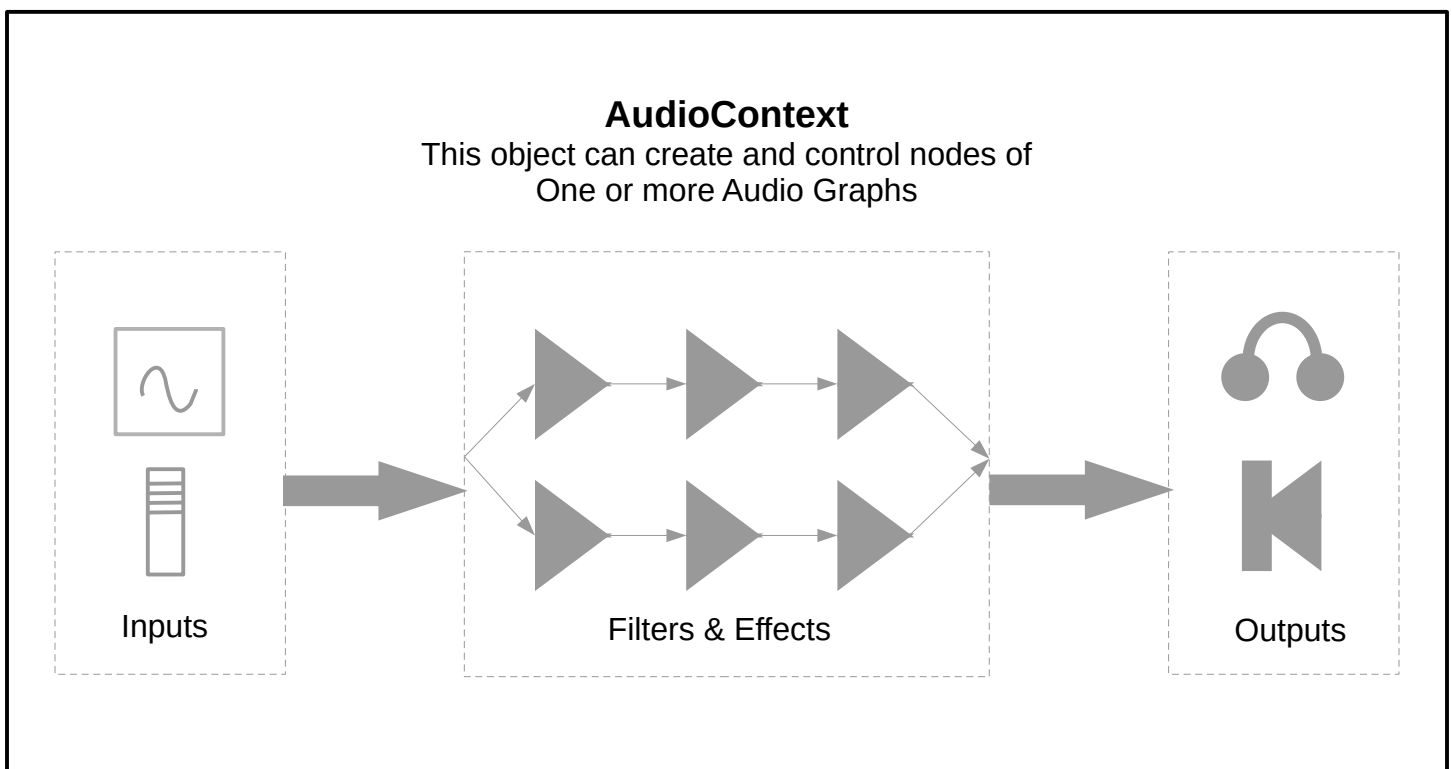 AudioContext
This object can create and control nodes of
One or more Audio Graphs
Inputs
Filters & Effects
Outputs